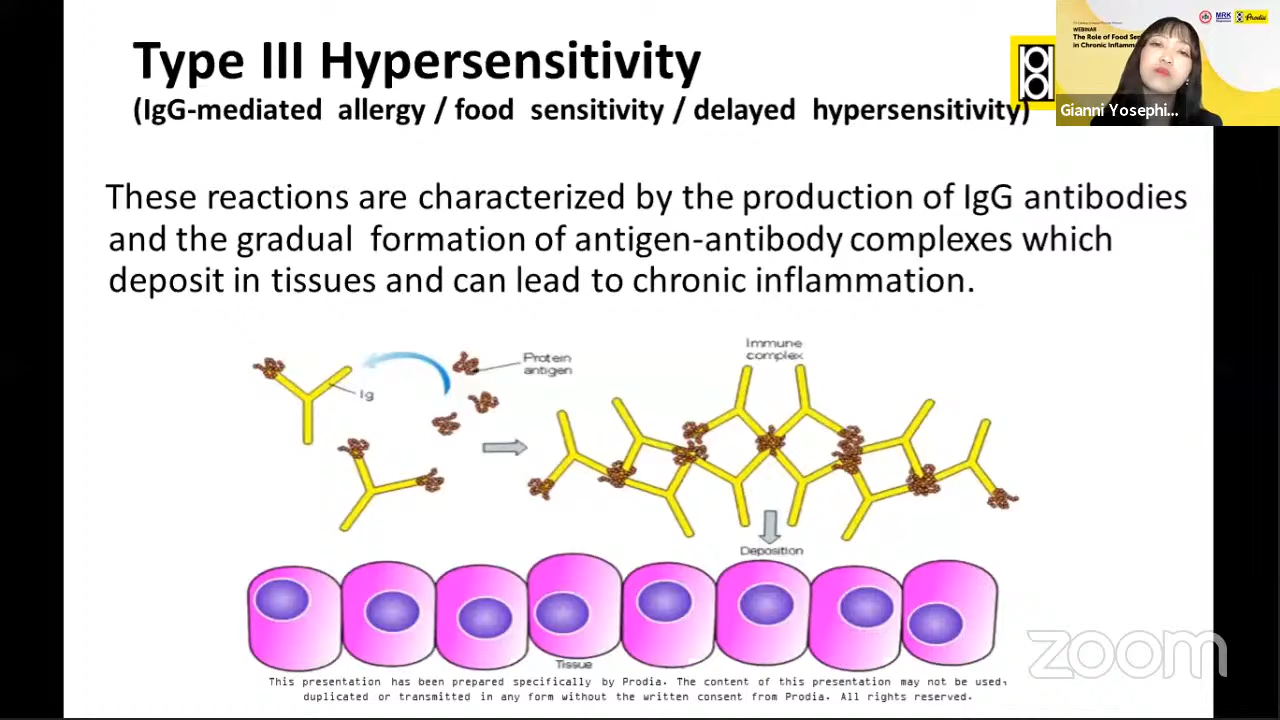 Type III Hypersensitivity
(IgG-mediated allergy / food sensitivity / delayed hypersensitivity)
These reactions are characterized by the production of IgG antibodies
and the gradual formation of antigen-antibody complexes which
deposit in tissues and can lead to chronic inflammation.
Protein
antigen
Ig
Immune
complex
Deposition
Tissue
This presentation has been prepared specifically by Prodia. The content of this presentation may not be used,
duplicated or transmitted in any form without the written consent from Prodia. All rights reserved.
MRK
Prodia
WEBINAR
The Role of Food
in Chronic
Gianni Yosephi...
zoom